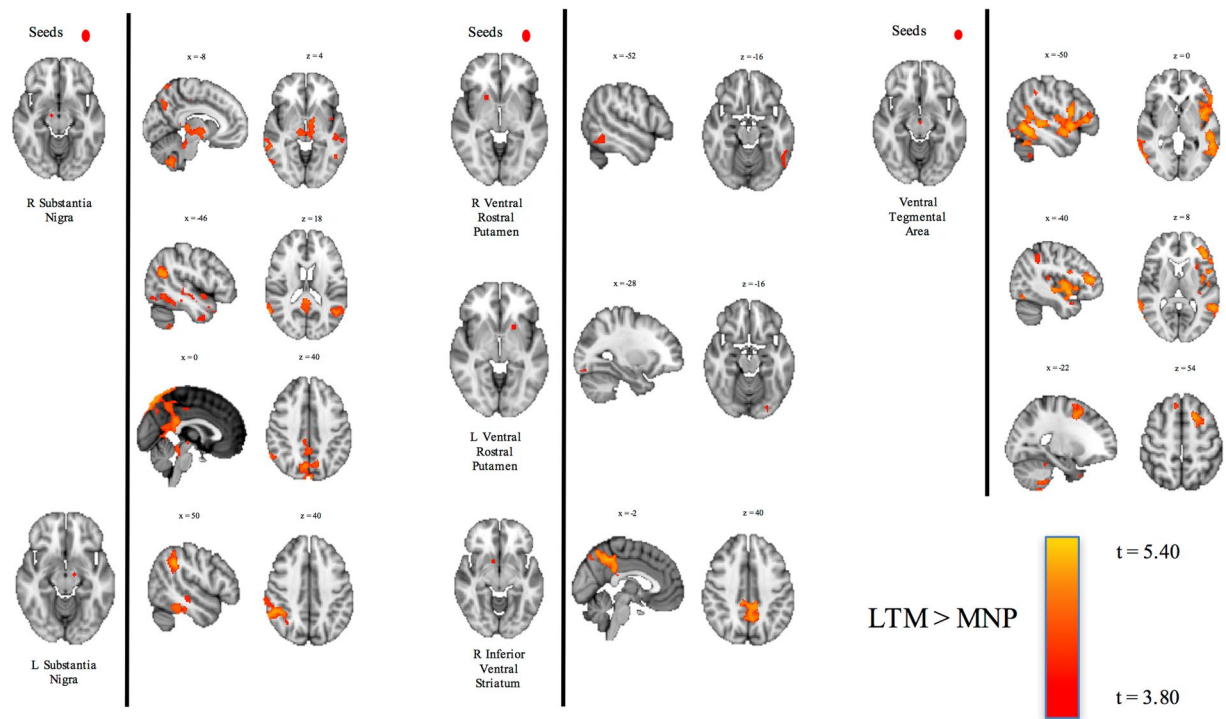 Seeds
x = -8
z = 4
R Substantia
Nigra
x = -46
z = 18
x = 0
z = 40
x = 50
z = 40
L Substantia
Nigra
Seeds
x = -52
z = -16
R Ventral
Rostral
Putamen
x = -28
z = -16
L Ventral
Rostral
Putamen
x = -2
z = 40
R Inferior
Ventral
Striatum
Seeds
x = -50
z = 0
Ventral
Tegmental
Area
x = -40
z = 8
x = -22
z = 54
t = 5.40
LTM > MNP
t = 3.80